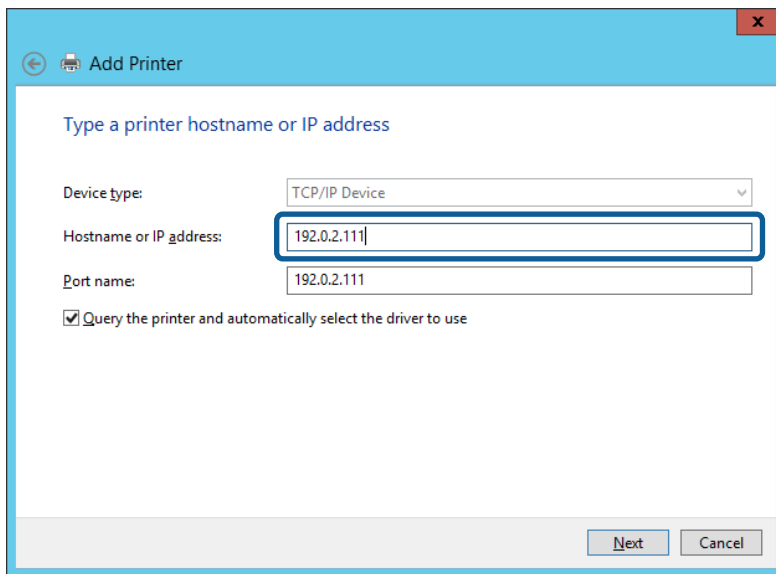 x
Add Printer
Type a printer hostname or IP address
Device type: TCP/IP Device
Hostname or IP address: 192.0.2.111
Port name: 192.0.2.111
Query the printer and automatically select the driver to use
Next Cancel